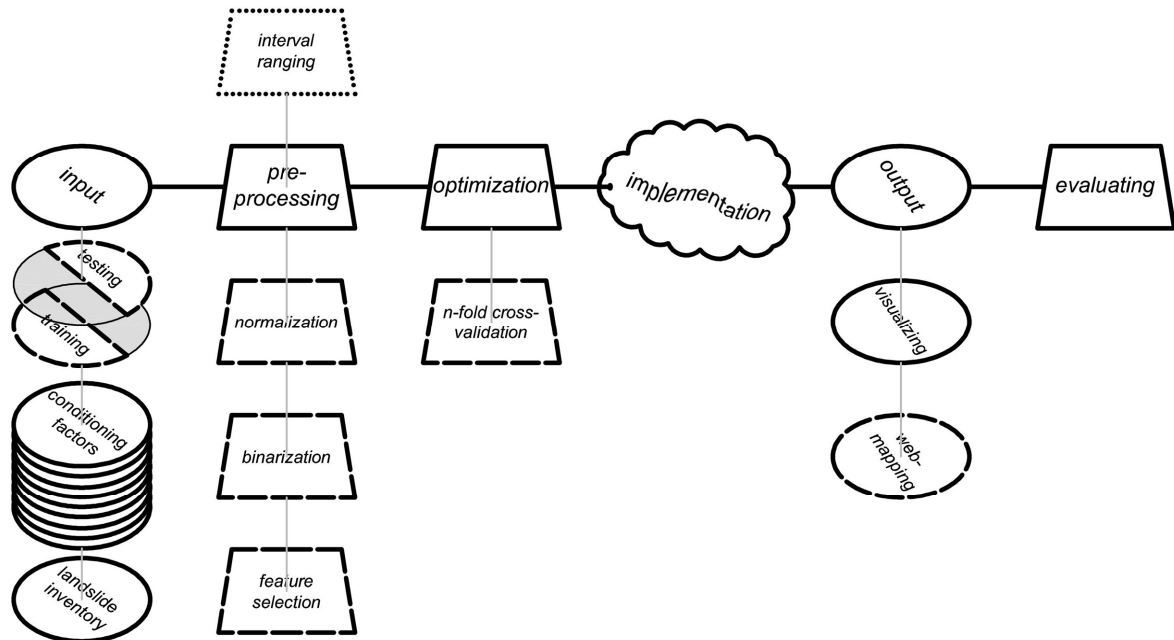 interval
ranging
input
pre-
processing
optimization
implementation
output
evaluating
testing
training
normalization
n-fold cross-
validation
visualizing
conditioning
factors
binarization
web-
mapping
landslide
inventory
feature
selection